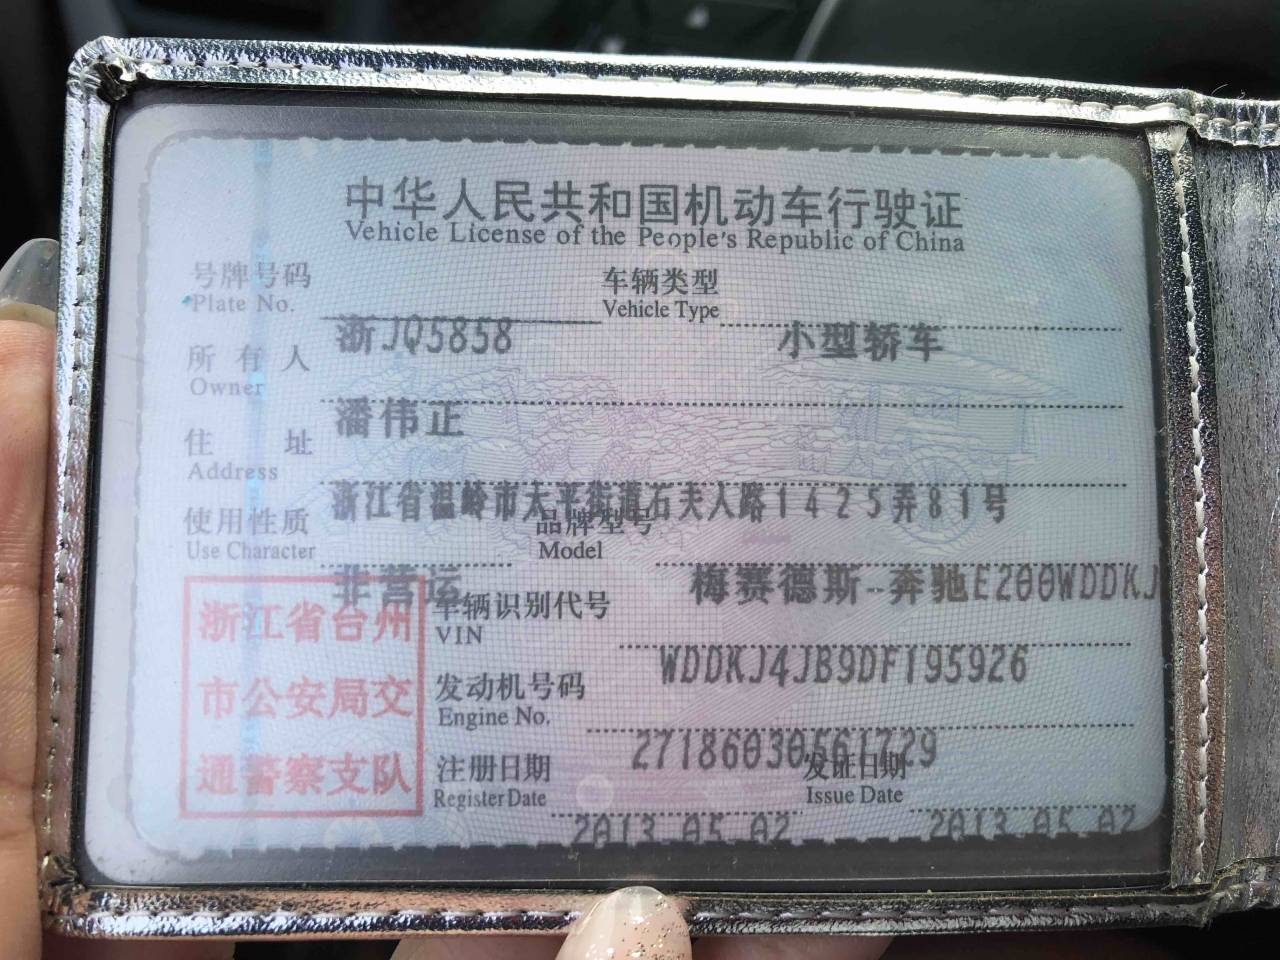 中华人民共和国机动车行驶证
Vehicle License of the People's Republic of China
号牌号码 车辆类型
Plate No. Vehicle Type
浙JQ5858 小型轿车
所有人
Owner
潘伟正
住址
Address
浙江省温岭市太平街道石夫人路1425弄81号
使用性质 品牌型号
Use Character Model
非营运 梅赛德斯-奔驰E200WDDKJ
浙江省台州 车辆识别代号
VIN
WDDKJ4JB9DF195926
市公安局交 发动机号码
Engine No.
27186030561729
通警察支队 注册日期 发证日期
Register Date Issue Date
2013.05.02 2013.05.02